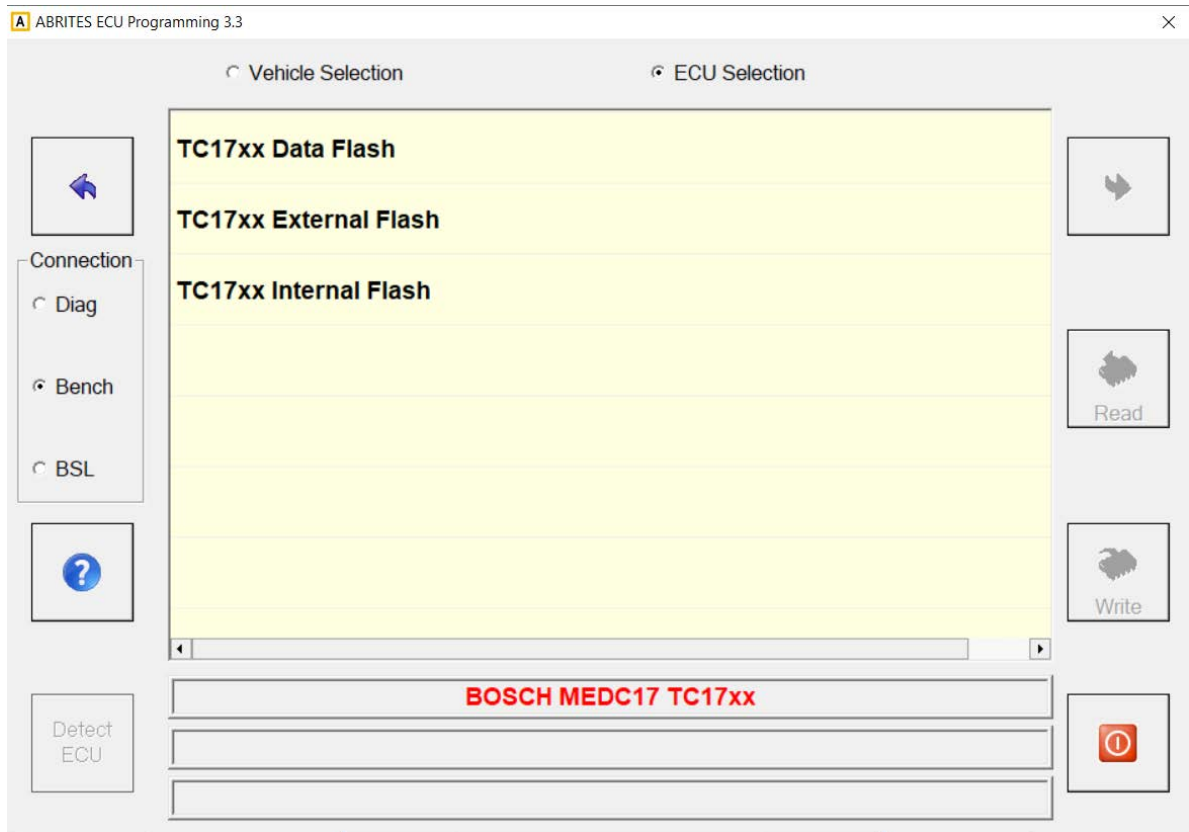 A ABRITES ECU Programming 3.3
Vehicle Selection
ECU Selection
TC17xx Data Flash
TC17xx External Flash
TC17xx Internal Flash
Connection
Diag
Bench
BSL
?
Read
Write
Detect
ECU
BOSCH MEDC17 TC17xx